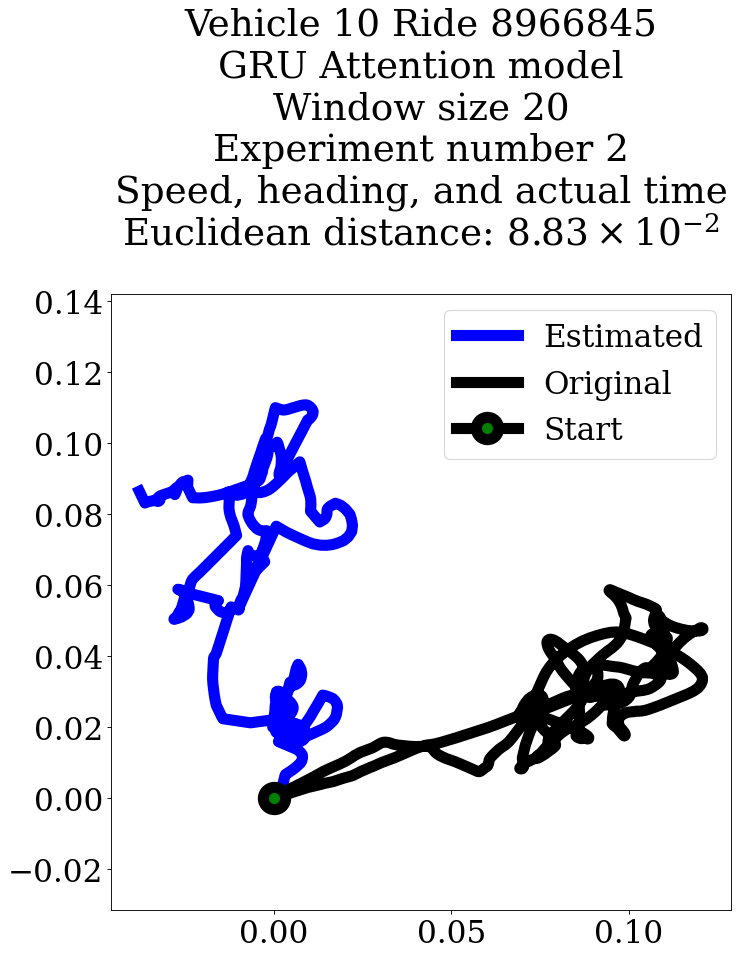 Vehicle 10 Ride 8966845
GRU Attention model
Window size 20
Experiment number 2
Speed, heading, and actual time
Euclidean distance: 8.83 × 10⁻²
0.14
0.12
0.10
0.08
0.06
0.04
0.02
0.00
−0.02
Estimated
Original
Start
0.00 0.05 0.10